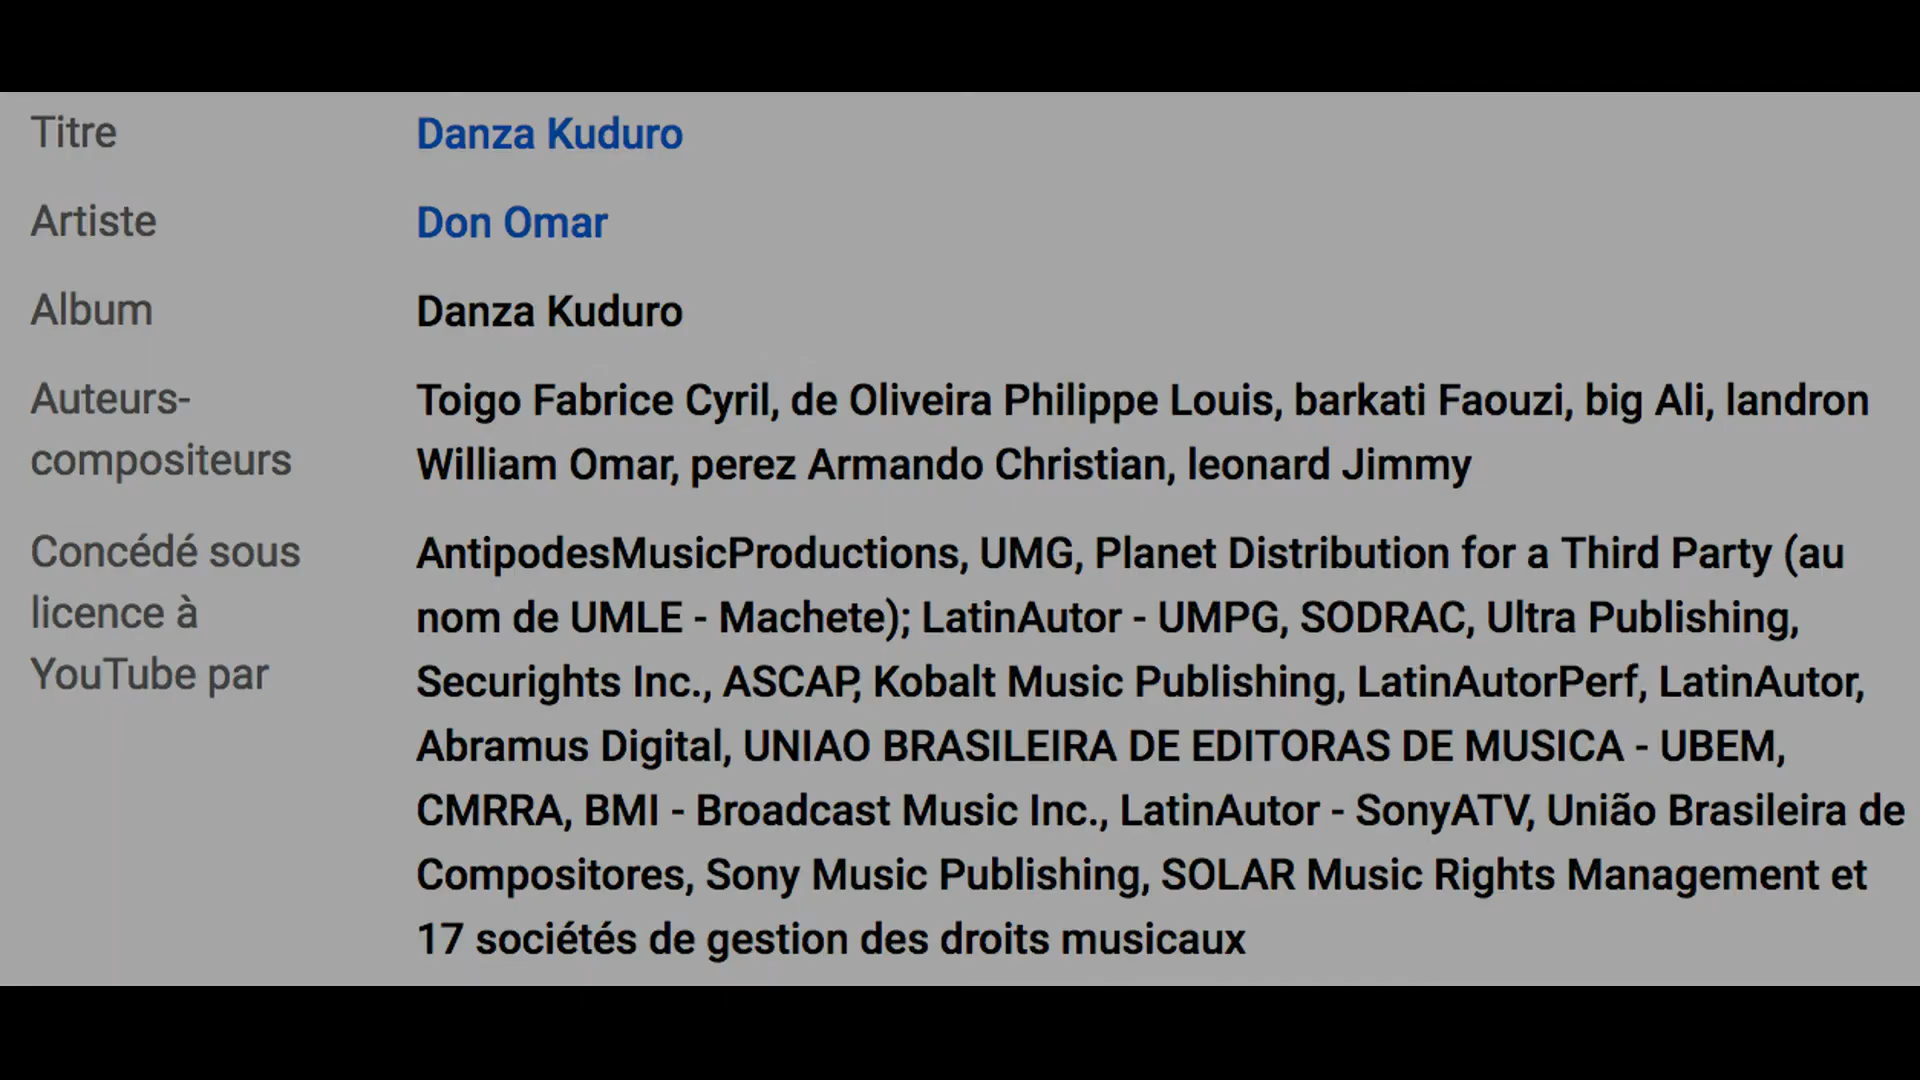 Titre Danza Kuduro
Artiste Don Omar
Album Danza Kuduro
Auteurs-
compositeurs
Toigo Fabrice Cyril, de Oliveira Philippe Louis, barkati Faouzi, big Ali, landron
William Omar, perez Armando Christian, leonard Jimmy
Concédé sous
licence à
YouTube par
AntipodesMusicProductions, UMG, Planet Distribution for a Third Party (au
nom de UMLE - Machete); LatinAutor - UMPG, SODRAC, Ultra Publishing,
Securights Inc., ASCAP, Kobalt Music Publishing, LatinAutorPerf, LatinAutor,
Abramus Digital, UNIAO BRASILEIRA DE EDITORAS DE MUSICA - UBEM,
CMRRA, BMI - Broadcast Music Inc., LatinAutor - SonyATV, União Brasileira de
Compositores, Sony Music Publishing, SOLAR Music Rights Management et
17 sociétés de gestion des droits musicaux